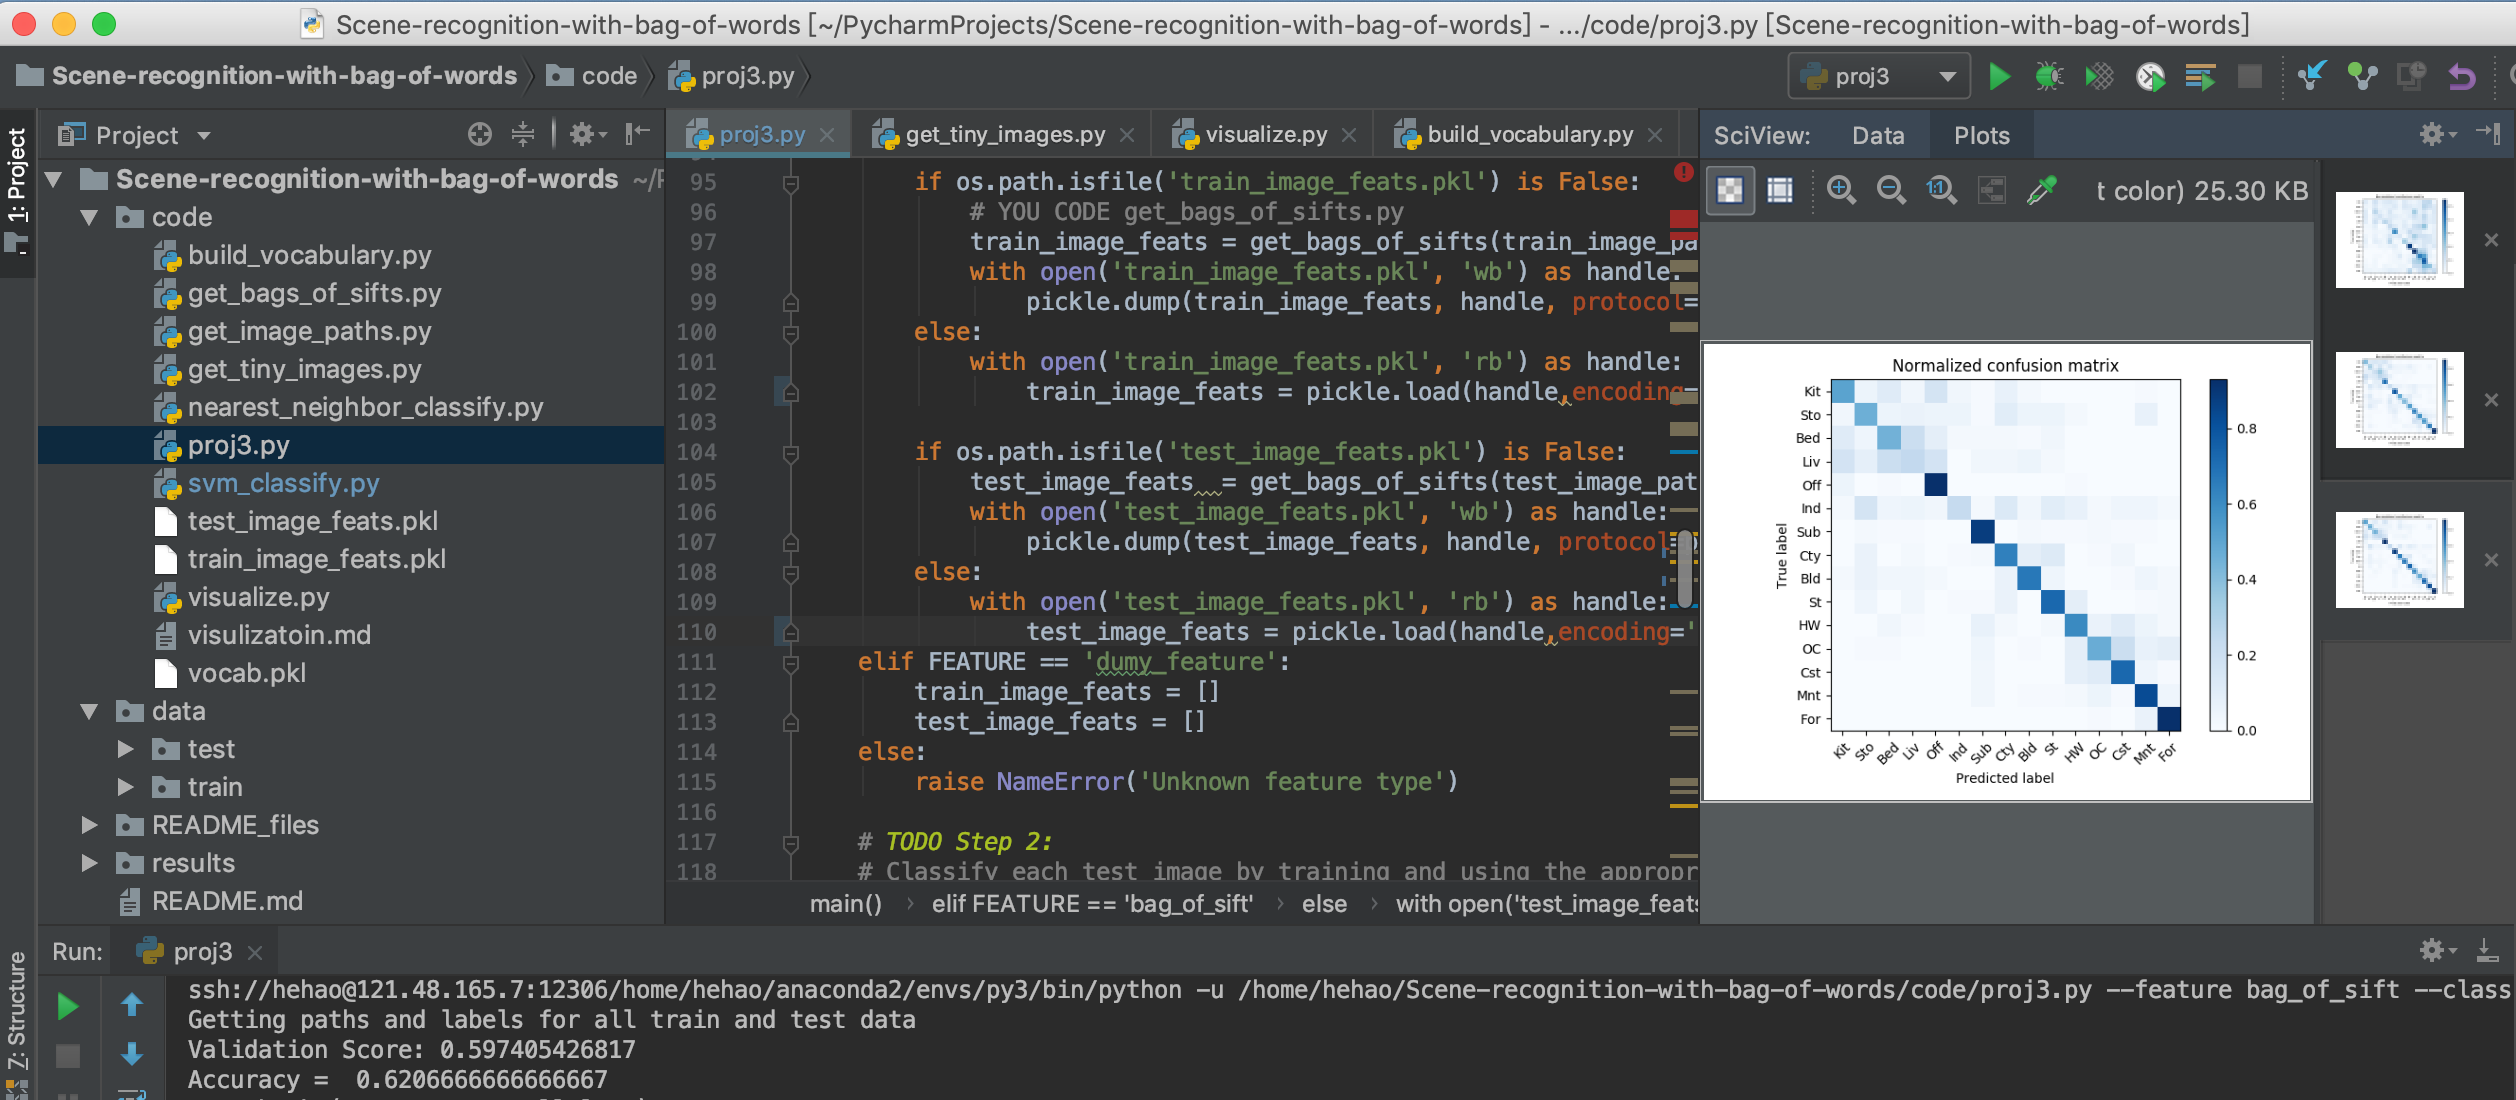 Scene-recognition-with-bag-of-words [~/PycharmProjects/Scene-recognition-with-bag-of-words] - .../code/proj3.py [Scene-recognition-with-bag-of-words]
Scene-recognition-with-bag-of-words code proj3.py proj3
1: Project
Project
Scene-recognition-with-bag-of-words ~/P
code
build_vocabulary.py
get_bags_of_sifts.py
get_image_paths.py
get_tiny_images.py
nearest_neighbor_classify.py
proj3.py
svm_classify.py
test_image_feats.pkl
train_image_feats.pkl
visualize.py
visulizatoin.md
vocab.pkl
data
test
train
README_files
results
README.md
proj3.py get_tiny_images.py visualize.py build_vocabulary.py
95 if os.path.isfile('train_image_feats.pkl') is False:
96 # YOU CODE get_bags_of_sifts.py
97 train_image_feats = get_bags_of_sifts(train_image_pa
98 with open('train_image_feats.pkl', 'wb') as handle:
99 pickle.dump(train_image_feats, handle, protocol=
100 else:
101 with open('train_image_feats.pkl', 'rb') as handle:
102 train_image_feats = pickle.load(handle,encoding=
103
104 if os.path.isfile('test_image_feats.pkl') is False:
105 test_image_feats  = get_bags_of_sifts(test_image_pat
106 with open('test_image_feats.pkl', 'wb') as handle:
107 pickle.dump(test_image_feats, handle, protocol=
108 else:
109 with open('test_image_feats.pkl', 'rb') as handle:
110 test_image_feats = pickle.load(handle,encoding='
111 elif FEATURE == 'dumy_feature':
112 train_image_feats = []
113 test_image_feats = []
114 else:
115 raise NameError('Unknown feature type')
116
117 # TODO Step 2:
118 # Classify each test image by training and using the appropr
main() › elif FEATURE == 'bag_of_sift' › else › with open('test_image_feats
SciView: Data Plots
1:1 t color) 25.30 KB
Normalized confusion matrix
True label
Kit
Sto
Bed
Liv
Off
Ind
Sub
Cty
Bld
St
HW
OC
Cst
Mnt
For
Kit Sto Bed Liv Off Ind Sub Cty Bld St HW OC Cst Mnt For
Predicted label
0.8
0.6
0.4
0.2
0.0
Z: Structure
Run: proj3
ssh://hehao@121.48.165.7:12306/home/hehao/anaconda2/envs/py3/bin/python -u /home/hehao/Scene-recognition-with-bag-of-words/code/proj3.py --feature bag_of_sift --class
Getting paths and labels for all train and test data
Validation Score: 0.597405426817
Accuracy =  0.6206666666666667